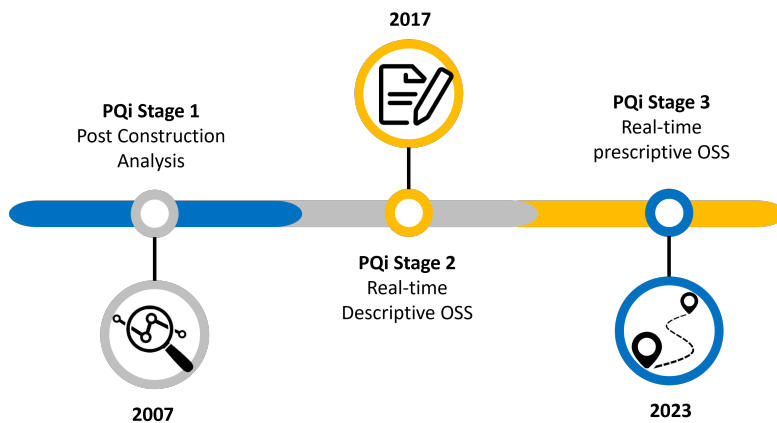 PQi Stage 1
Post Construction
Analysis
2007
2017
PQi Stage 2
Real-time
Descriptive OSS
PQi Stage 3
Real-time
prescriptive OSS
2023